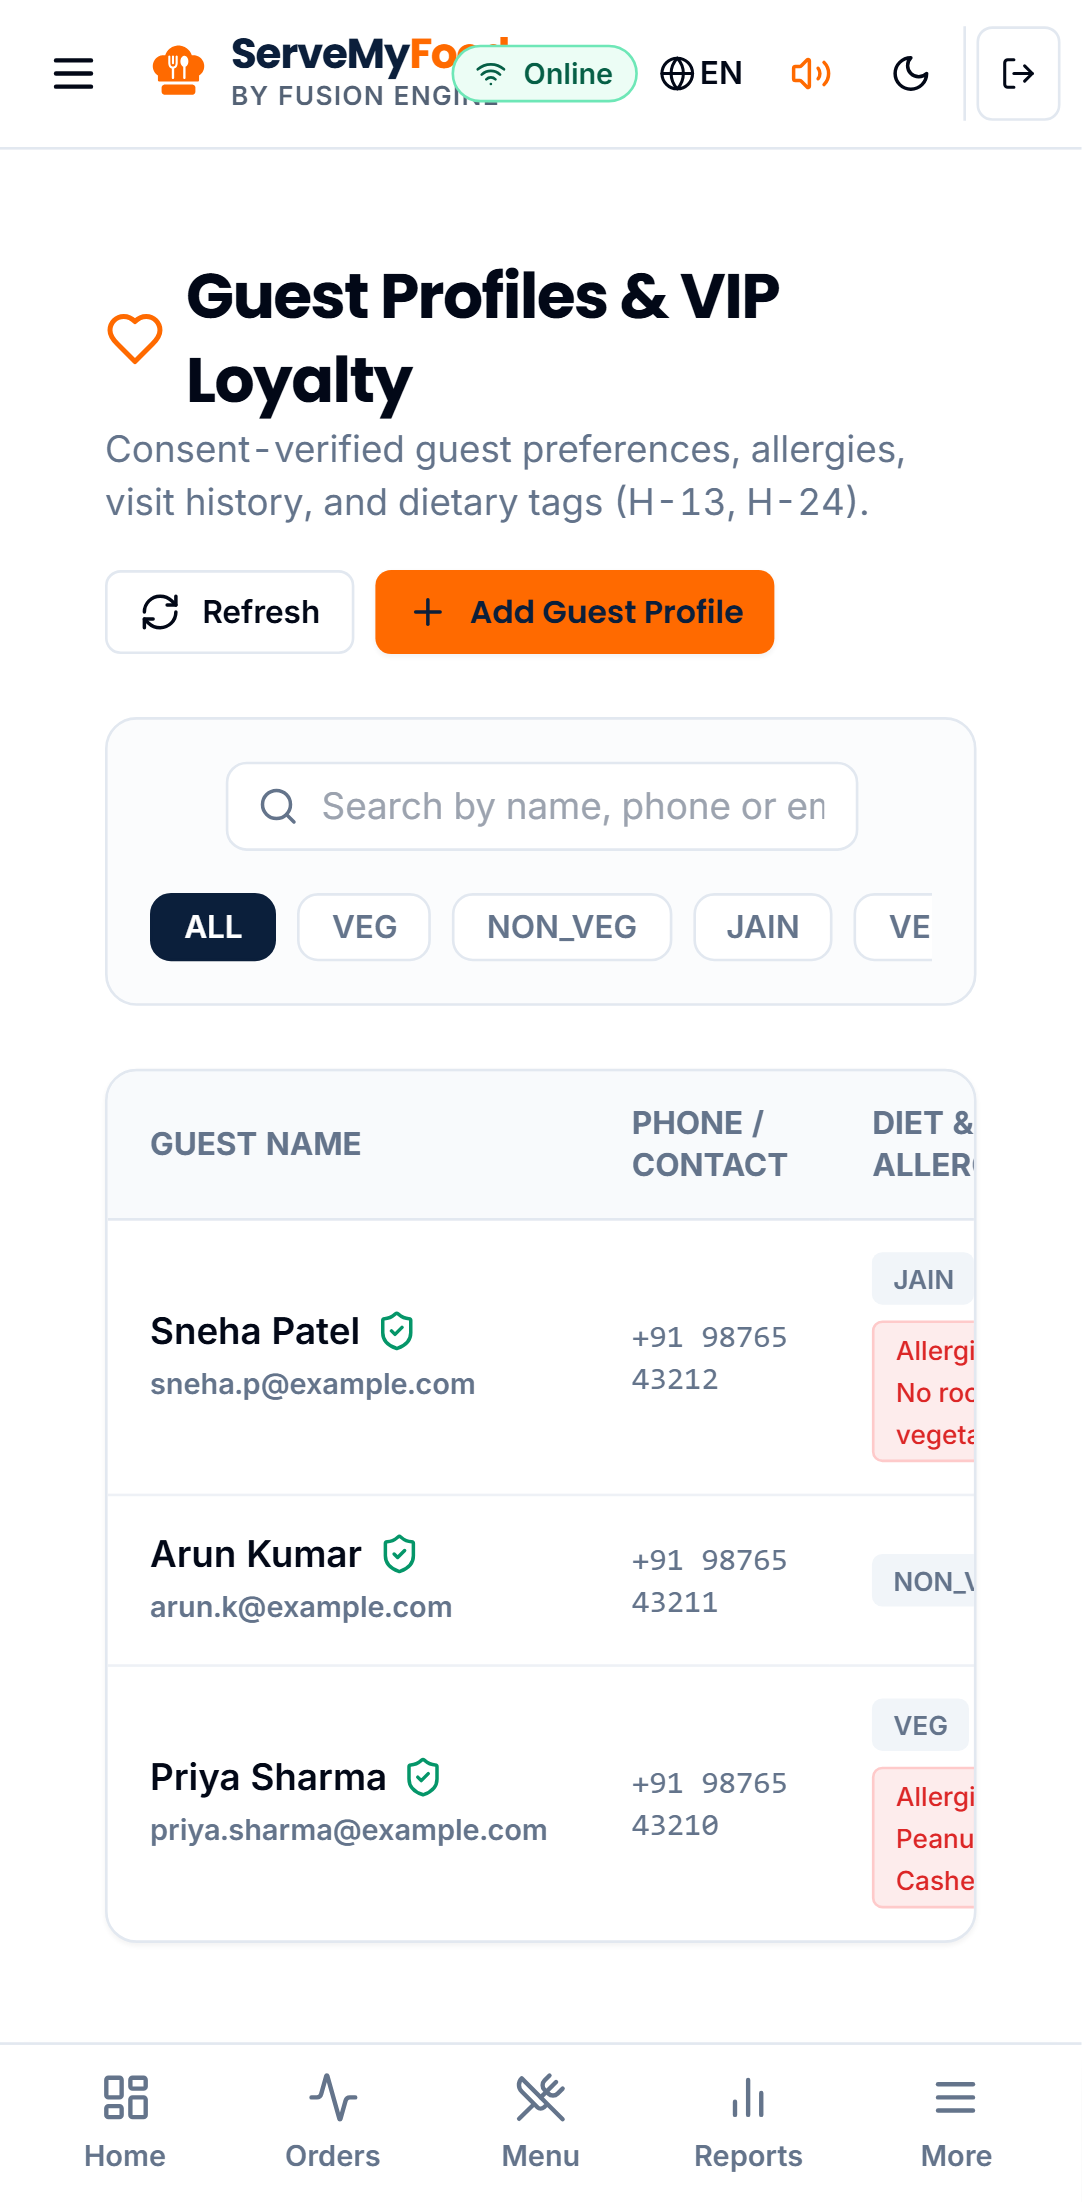 ServeMyFood
BY FUSION ENGINE
Online
EN
Guest Profiles & VIP
Loyalty
Consent-verified guest preferences, allergies,
visit history, and dietary tags (H-13, H-24).
Refresh
Add Guest Profile
Search by name, phone or em
ALL
VEG
NON_VEG
JAIN
VE
GUEST NAME
PHONE /
CONTACT
DIET &
ALLERG
Sneha Patel
sneha.p@example.com
+91 98765
43212
JAIN
Allergi
No roo
vegeta
Arun Kumar
arun.k@example.com
+91 98765
43211
NON_V
Priya Sharma
priya.sharma@example.com
+91 98765
43210
VEG
Allergi
Peanu
Cashe
Home
Orders
Menu
Reports
More